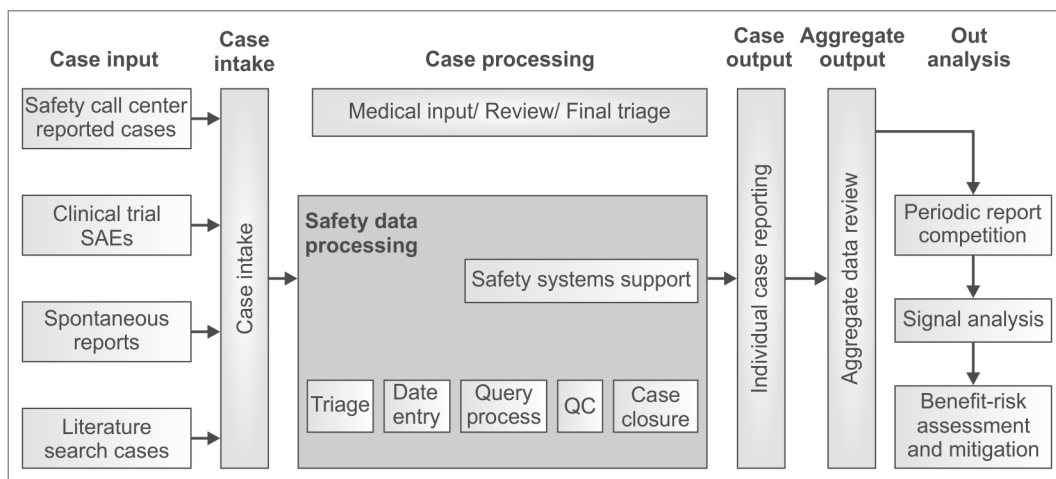 Case input
Case
intake
Case processing
Case
output
Aggregate
output
Out
analysis
Safety call center
reported cases
Clinical trial
SAEs
Spontaneous
reports
Literature
search cases
Case intake
Medical input/ Review/ Final triage
Safety data
processing
Safety systems support
Triage
Date
entry
Query
process
QC
Case
closure
Individual case reporting
Aggregate data review
Periodic report
competition
Signal analysis
Benefit-risk
assessment
and mitigation